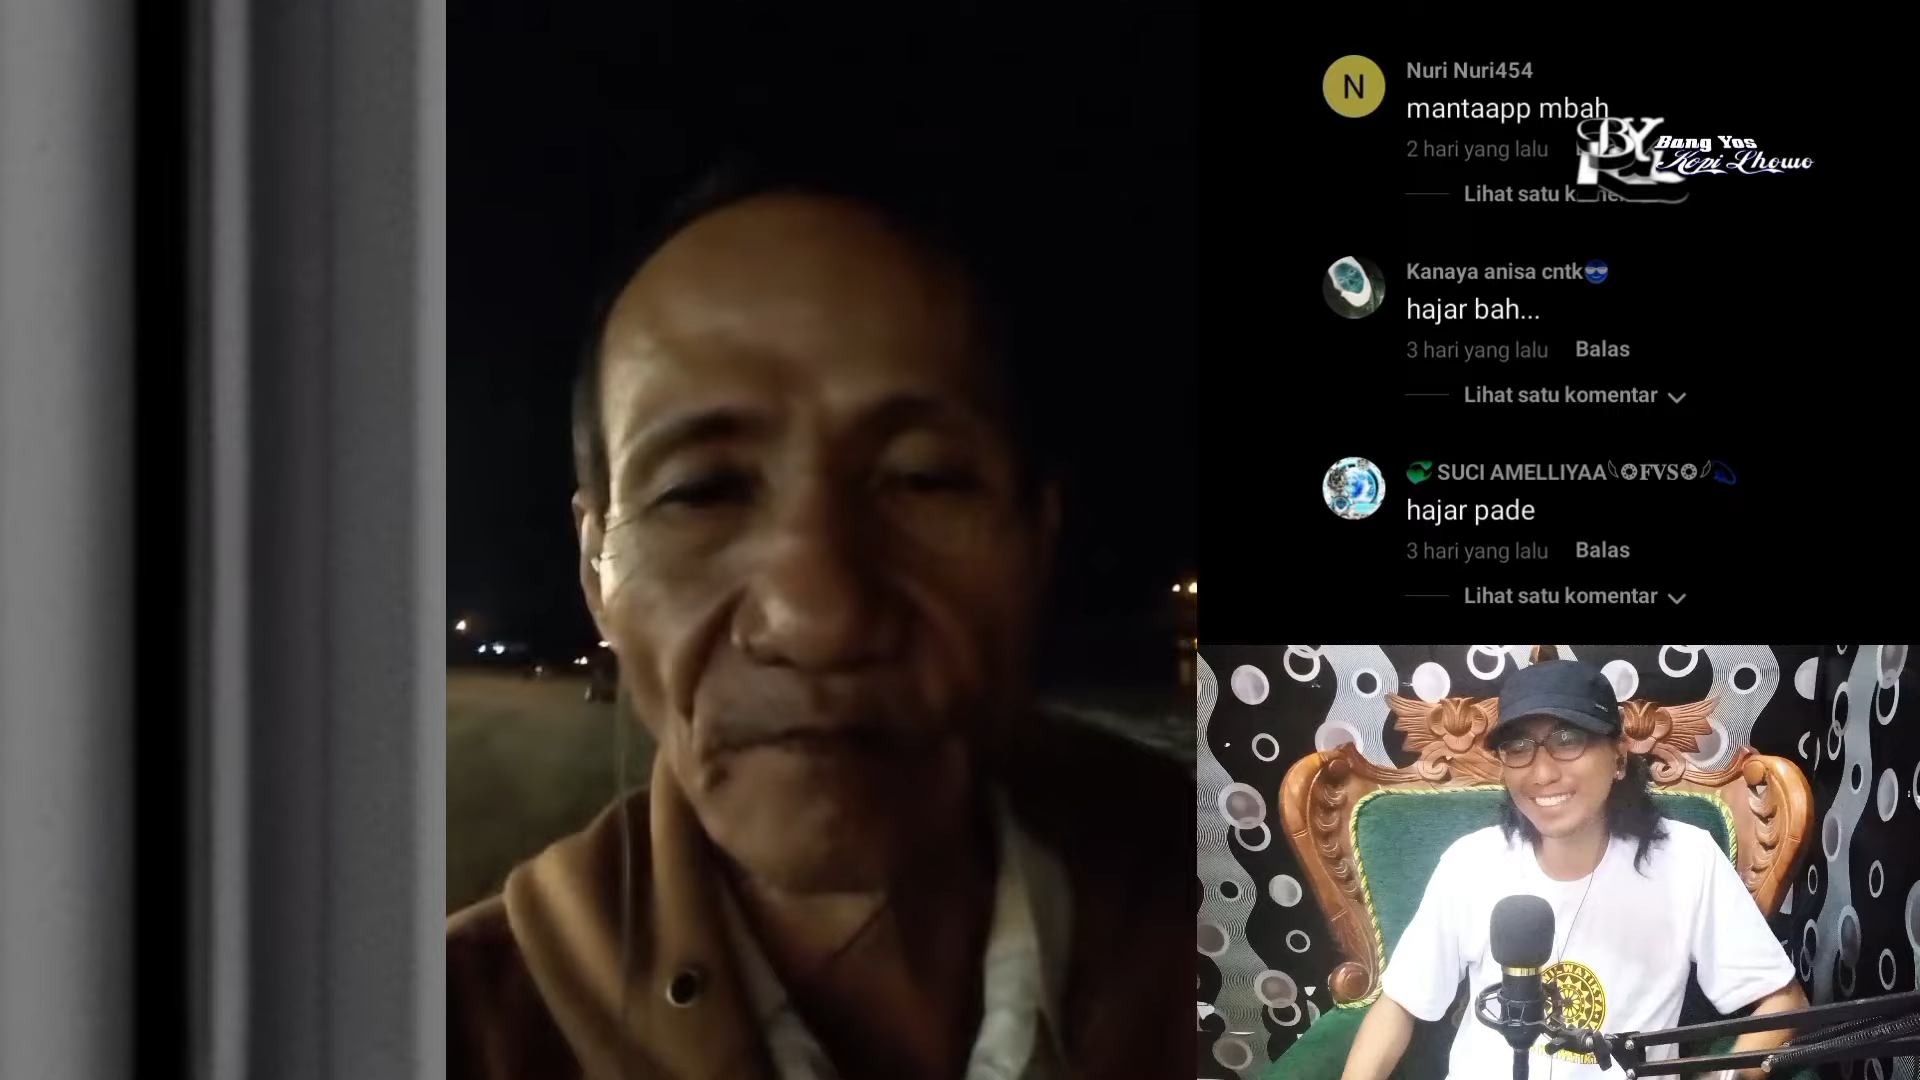 N
Nuri Nuri454
mantaapp mbah
2 hari yang lalu
Lihat satu
BY
Bang Yos
Kopi Lhowo
Kanaya anisa cntk
hajar bah...
3 hari yang lalu Balas
Lihat satu komentar
SUCI AMELLIYAA FVS
hajar pade
3 hari yang lalu Balas
Lihat satu komentar